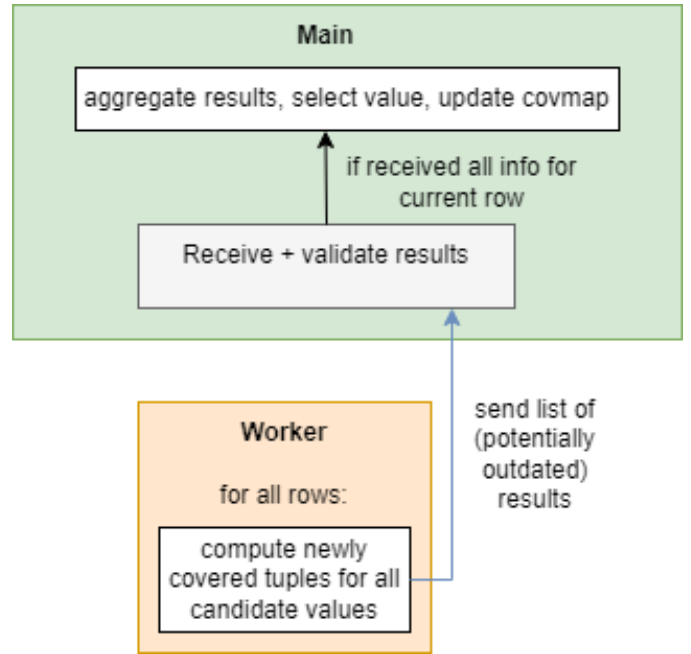 Main
aggregate results, select value, update covmap
if received all info for
current row
Receive + validate results
send list of
(potentially
outdated)
results
Worker
for all rows:
compute newly
covered tuples for all
candidate values